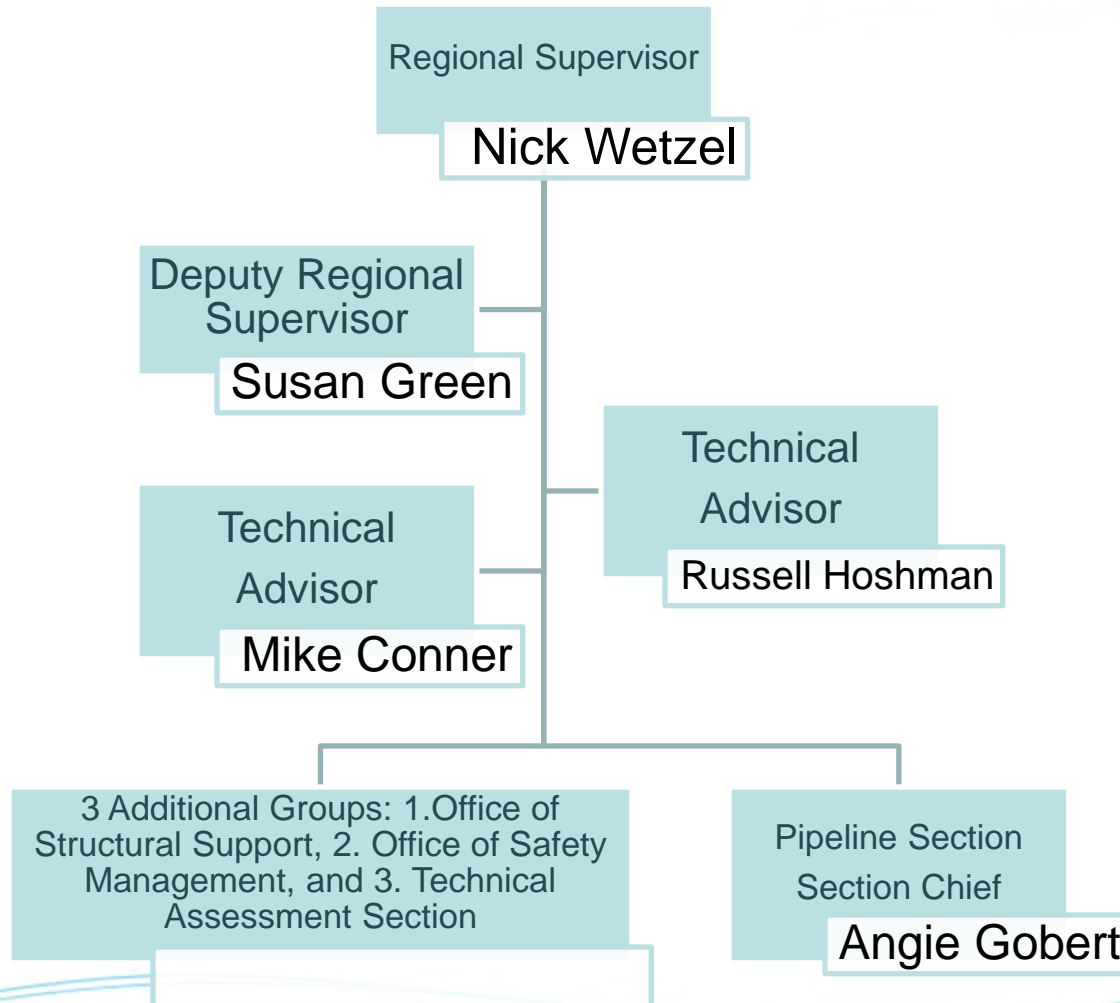 Regional Supervisor
Nick Wetzel
Deputy Regional
Supervisor
Susan Green
Technical
Advisor
Russell Hoshman
Technical
Advisor
Mike Conner
3 Additional Groups: 1.Office of
Structural Support, 2. Office of Safety
Management, and 3. Technical
Assessment Section
Pipeline Section
Section Chief
Angie Gobert